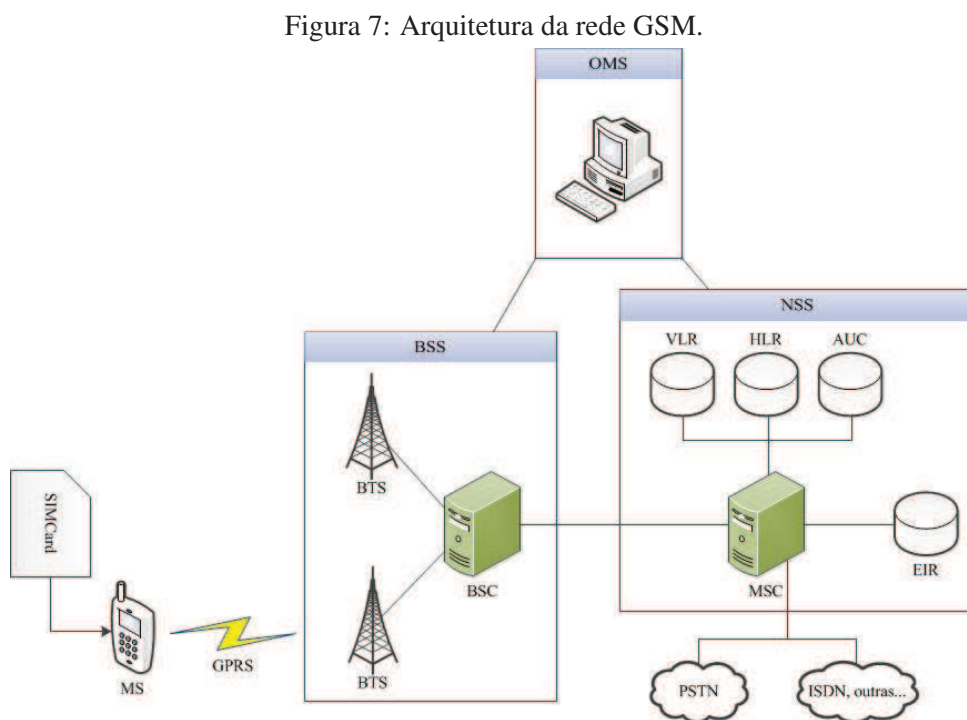 Figura 7: Arquitetura da rede GSM.
OMS
NSS
BSS
VLR
HLR
AUC
BTS
SIMCard
BSC
MSC
EIR
MS
GPRS
BTS
PSTN
ISDN, outras...